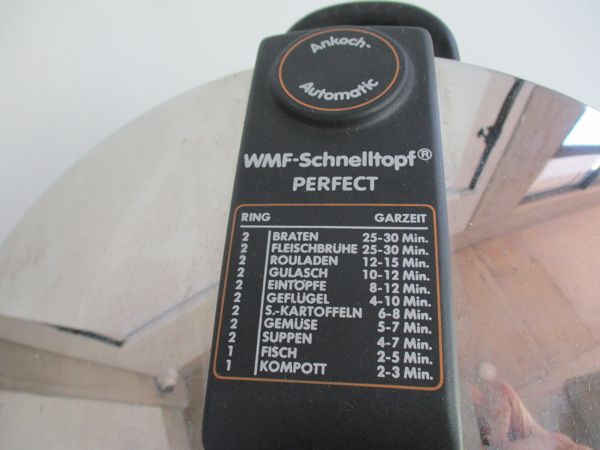 Ankoch-
Automatic
WMF-Schnelltopf®
PERFECT
RING GARZEIT
2 BRATEN 25-30 Min.
2 FLEISCHBRÜHE 25-30 Min.
2 ROULADEN 12-15 Min.
2 GULASCH 10-12 Min.
2 EINTÖPFE 8-12 Min.
2 GEFLÜGEL 4-10 Min.
2 S.-KARTOFFELN 6-8 Min.
2 GEMÜSE 5-7 Min.
2 SUPPEN 4-7 Min.
1 FISCH 2-5 Min.
1 KOMPOTT 2-3 Min.